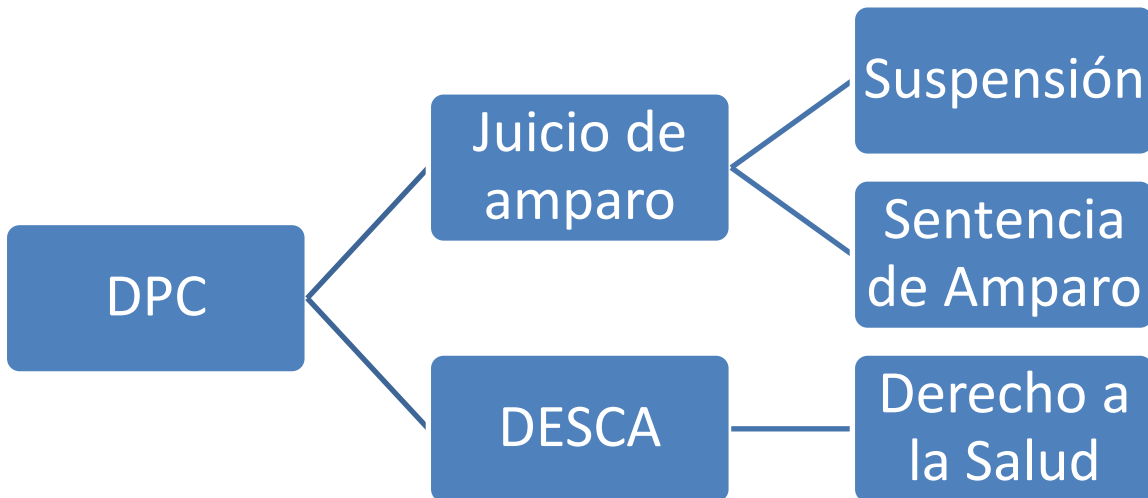 DPC
Juicio de
amparo
Suspensión
Sentencia
de Amparo
DESCA
Derecho a
la Salud